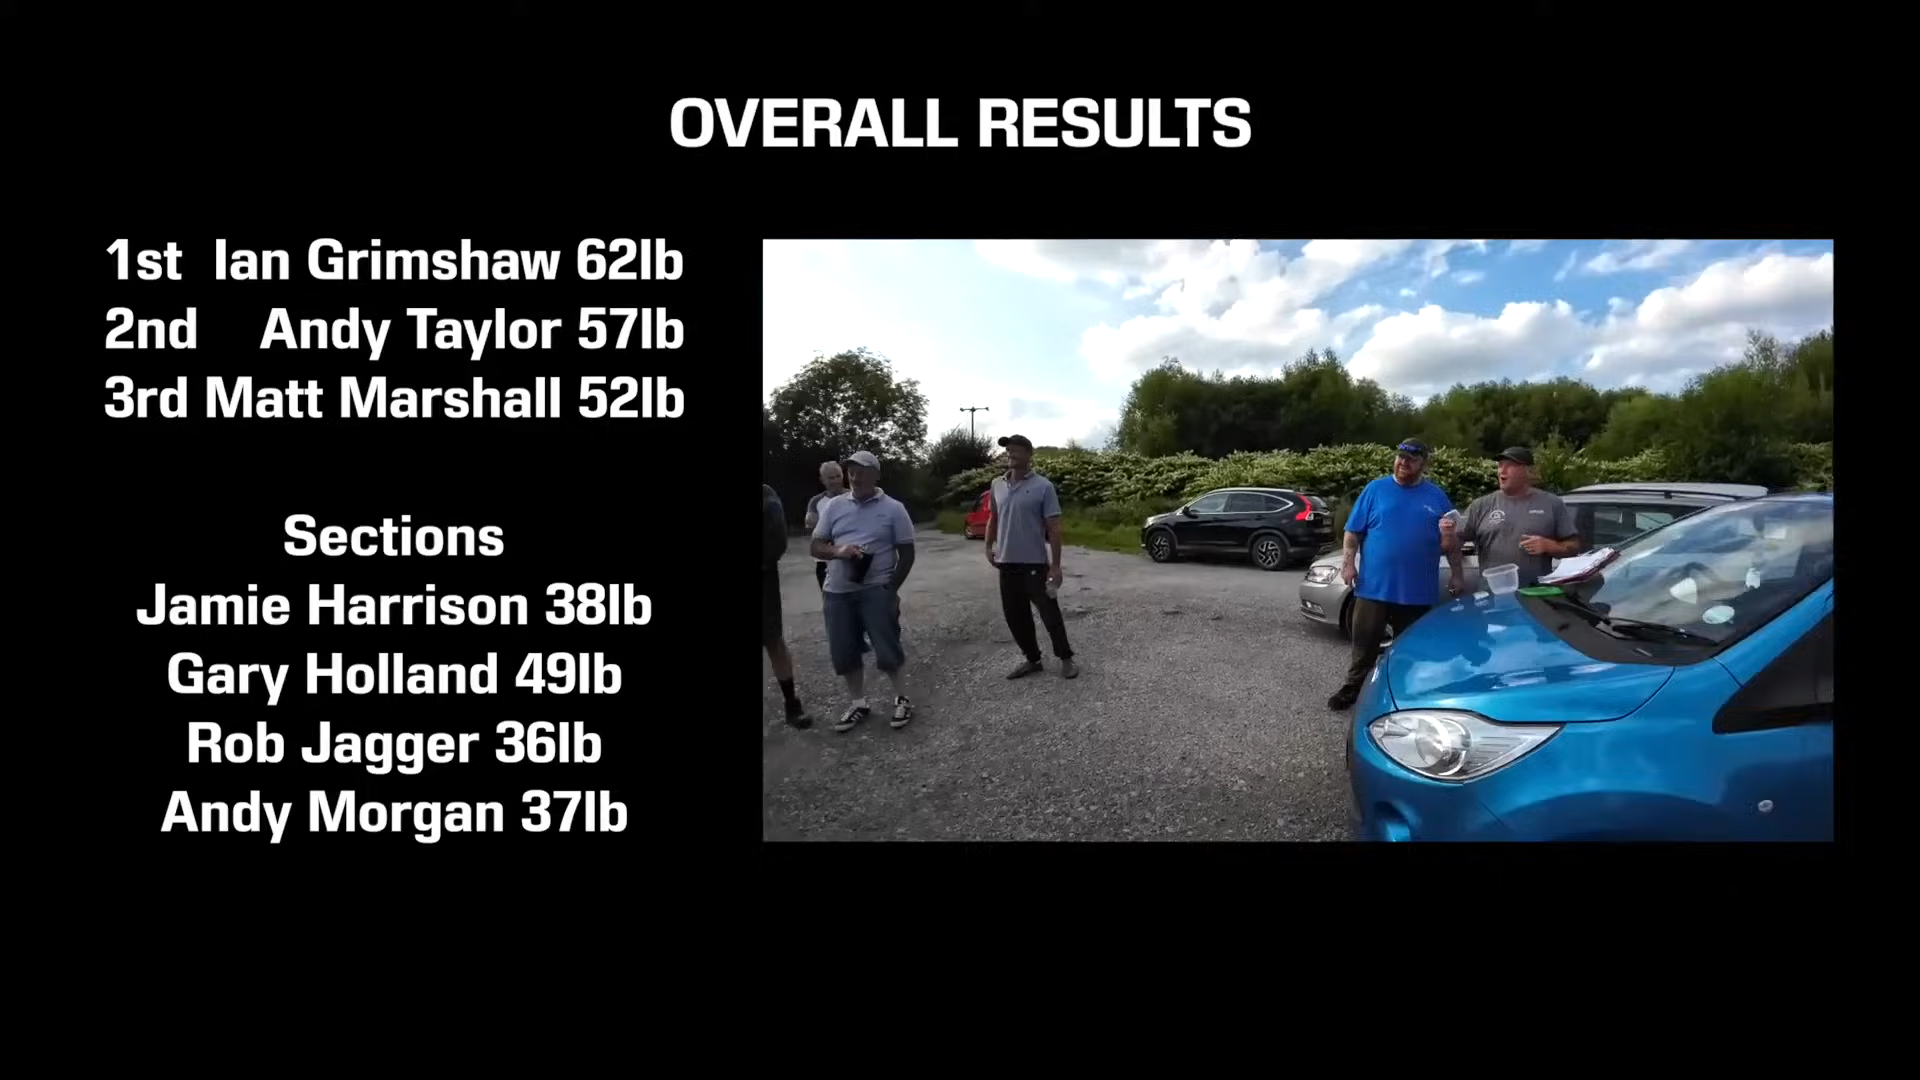 OVERALL RESULTS
1st Ian Grimshaw 62lb
2nd Andy Taylor 57lb
3rd Matt Marshall 52lb
Sections
Jamie Harrison 38lb
Gary Holland 49lb
Rob Jagger 36lb
Andy Morgan 37lb